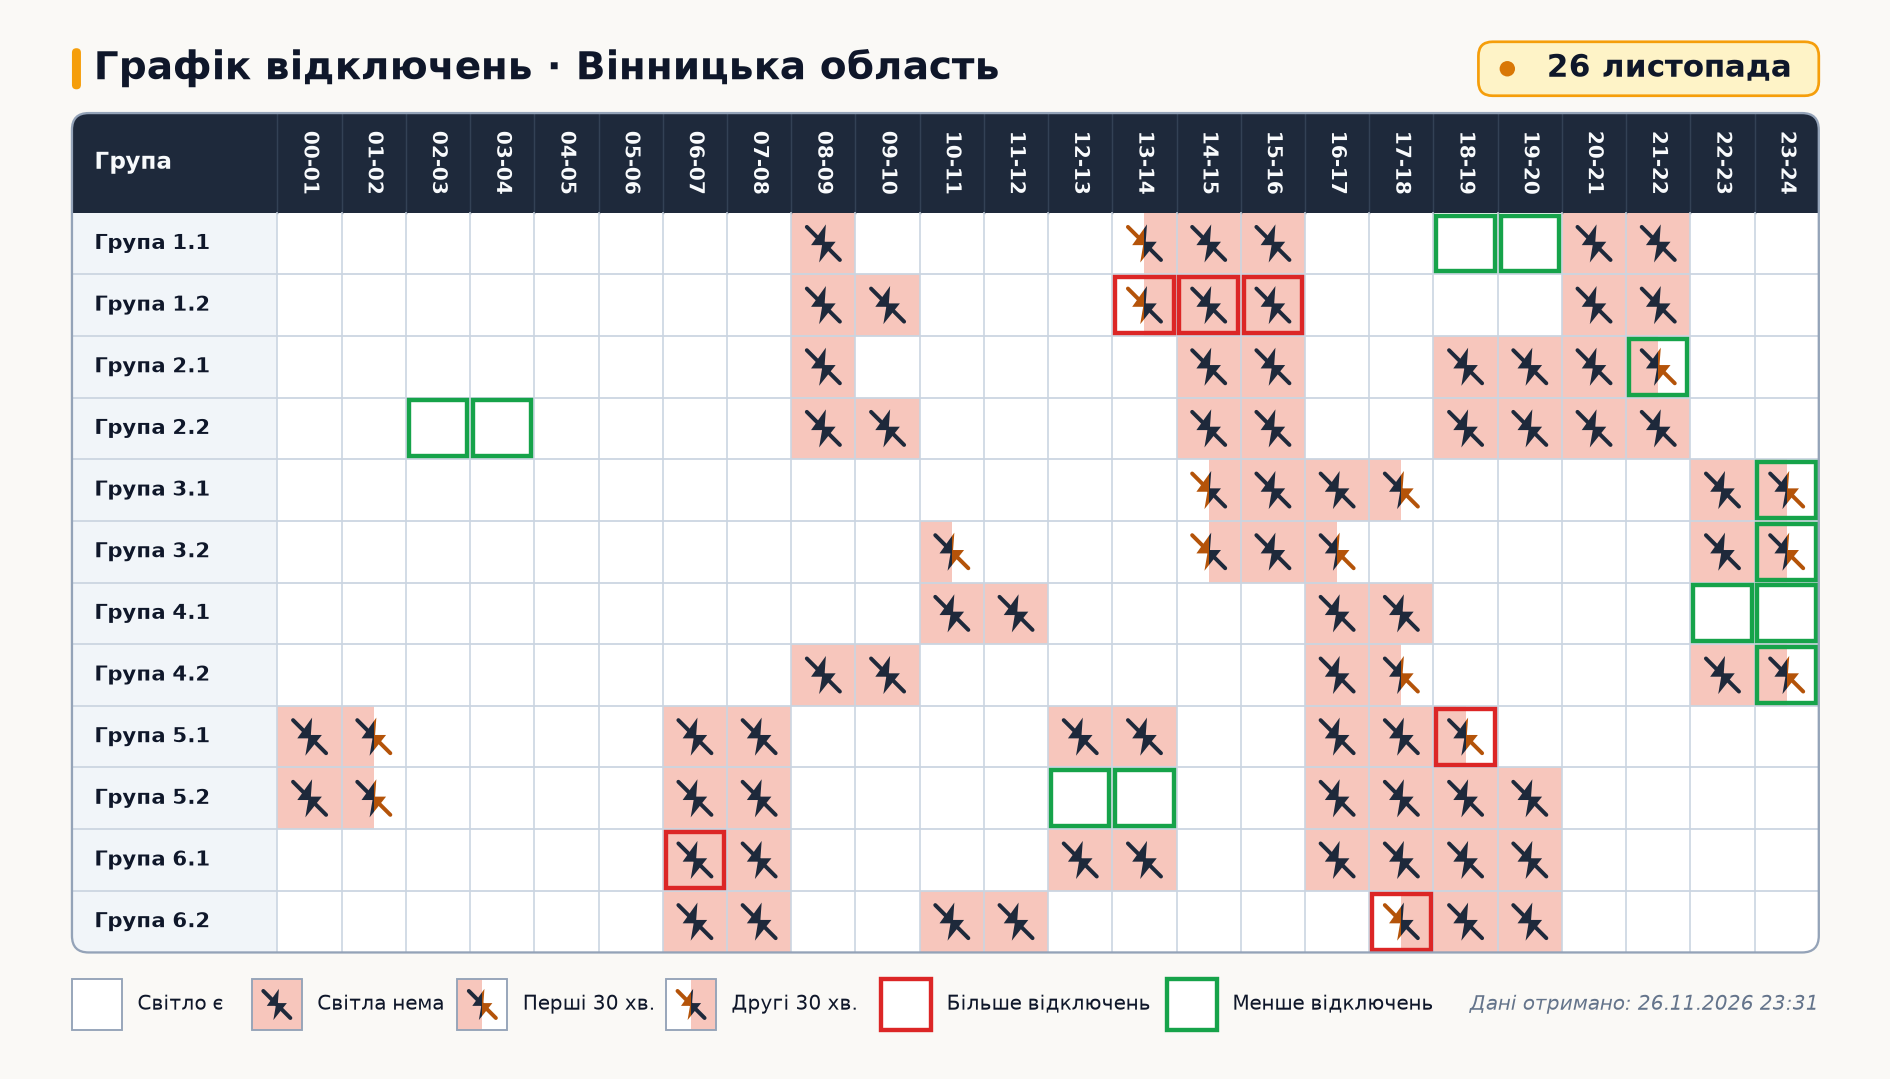 Графік відключень · Вінницька область
26 листопада
Група 00-01 01-02 02-03 03-04 04-05 05-06 06-07 07-08 08-09 09-10 10-11 11-12 12-13 13-14 14-15 15-16 16-17 17-18 18-19 19-20 20-21 21-22 22-23 23-24
Група 1.1
Група 1.2
Група 2.1
Група 2.2
Група 3.1
Група 3.2
Група 4.1
Група 4.2
Група 5.1
Група 5.2
Група 6.1
Група 6.2
Світло є Світла нема Перші 30 хв. Другі 30 хв. Більше відключень Менше відключень Дані отримано: 26.11.2026 23:31